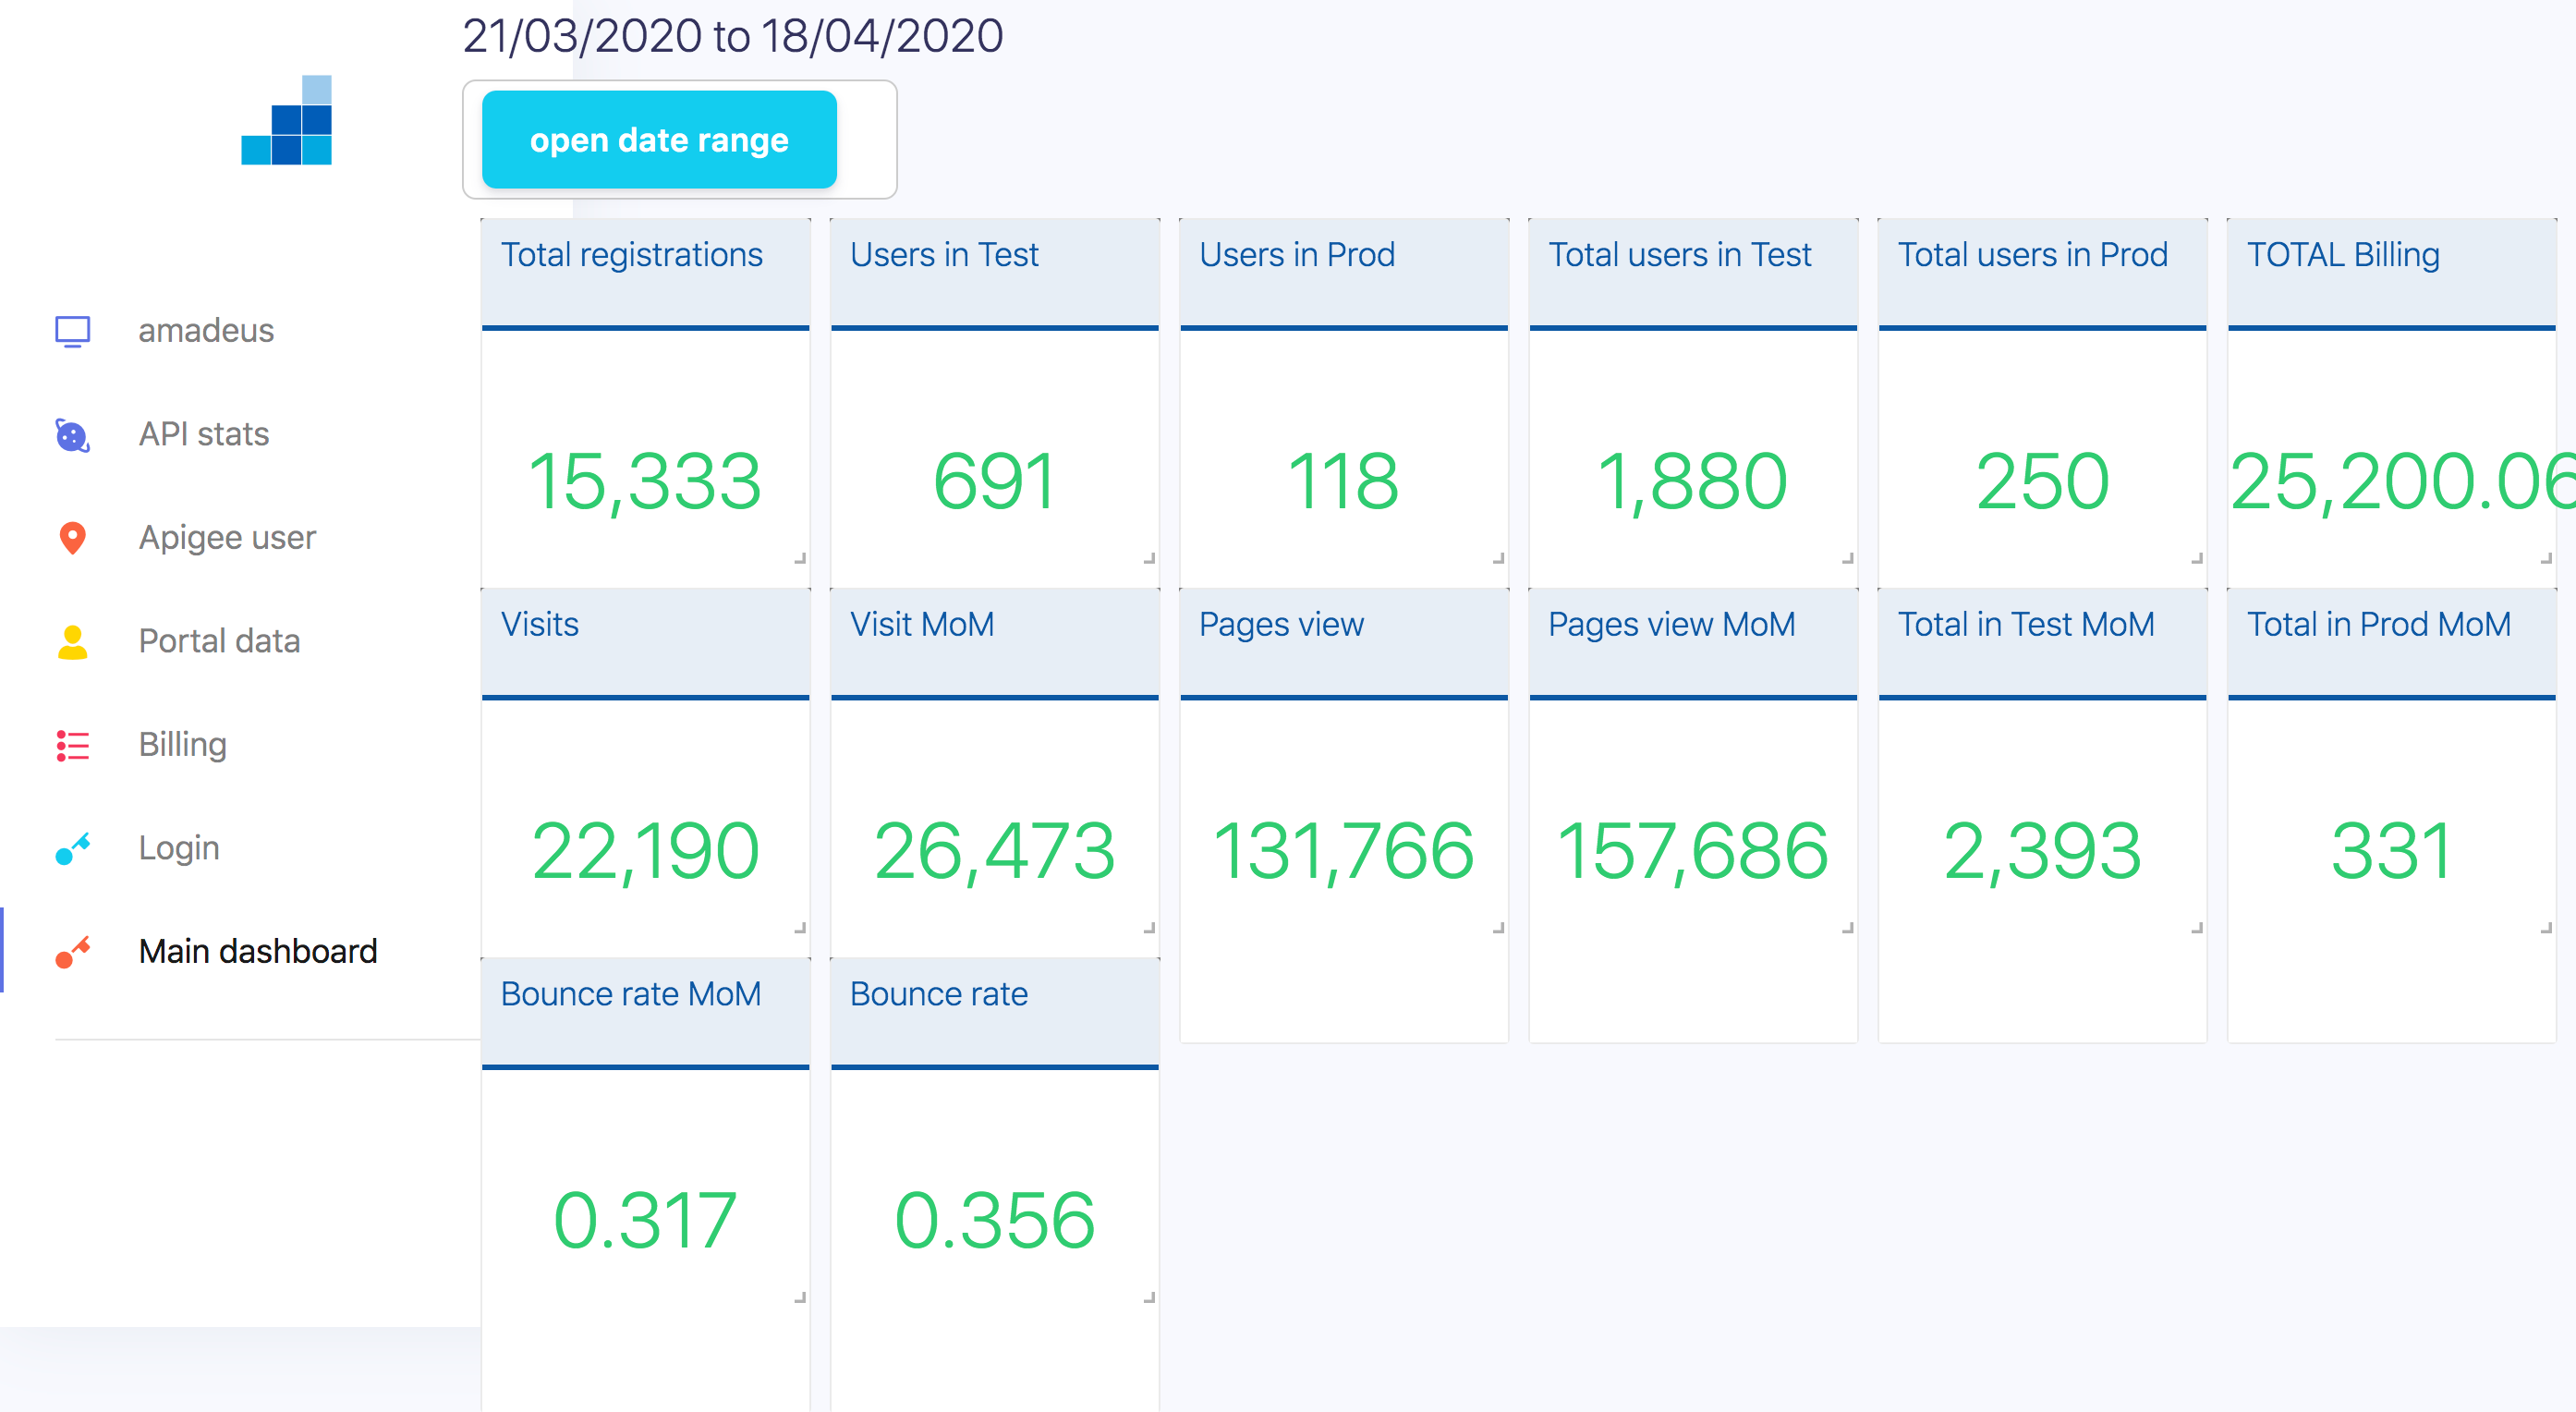 21/03/2020 to 18/04/2020
open date range
amadeus
API stats
Apigee user
Portal data
Billing
Login
Main dashboard
Total registrations
15,333
Users in Test
691
Users in Prod
118
Total users in Test
1,880
Total users in Prod
250
TOTAL Billing
25,200.06
Visits
22,190
Visit MoM
26,473
Pages view
131,766
Pages view MoM
157,686
Total in Test MoM
2,393
Total in Prod MoM
331
Bounce rate MoM
0.317
Bounce rate
0.356